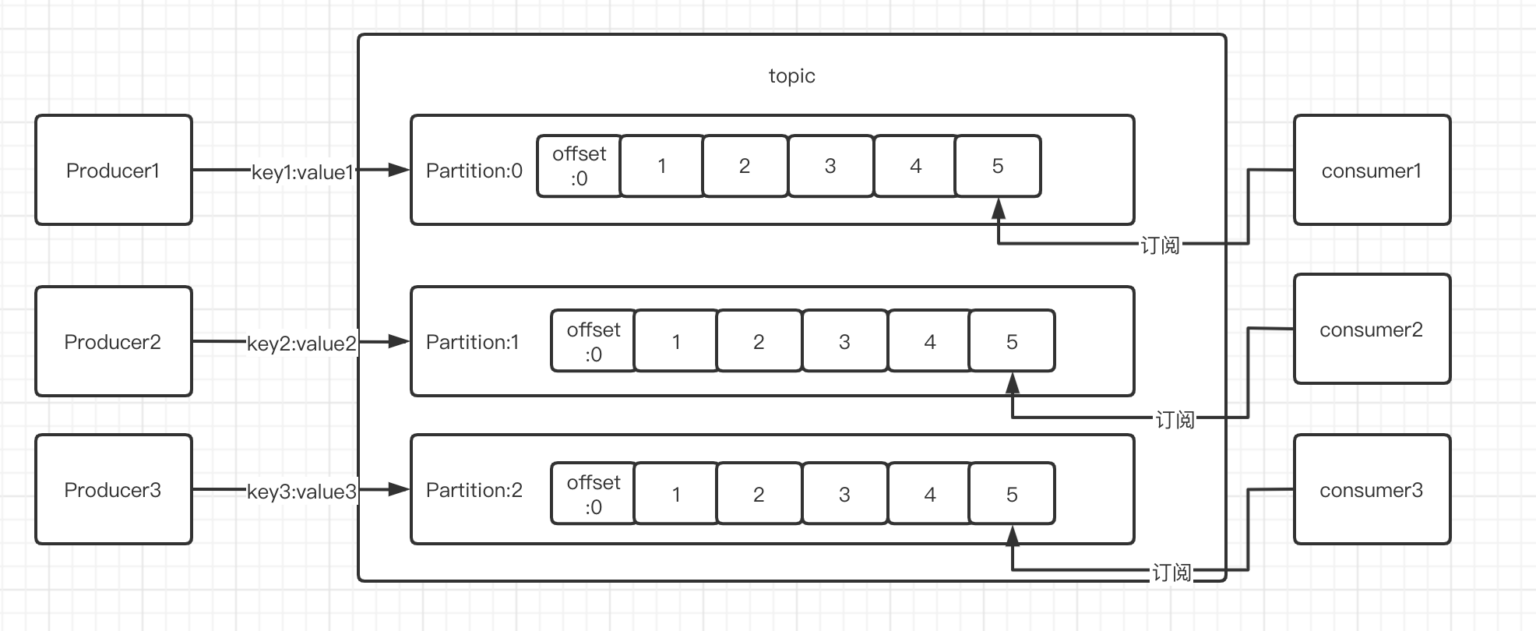 topic
Producer1
key1:value1
Partition:0
offset
:0
1
2
3
4
5
consumer1
订阅
Producer2
key2:value2
Partition:1
offset
:0
1
2
3
4
5
consumer2
订阅
Producer3
key3:value3
Partition:2
offset
:0
1
2
3
4
5
consumer3
订阅